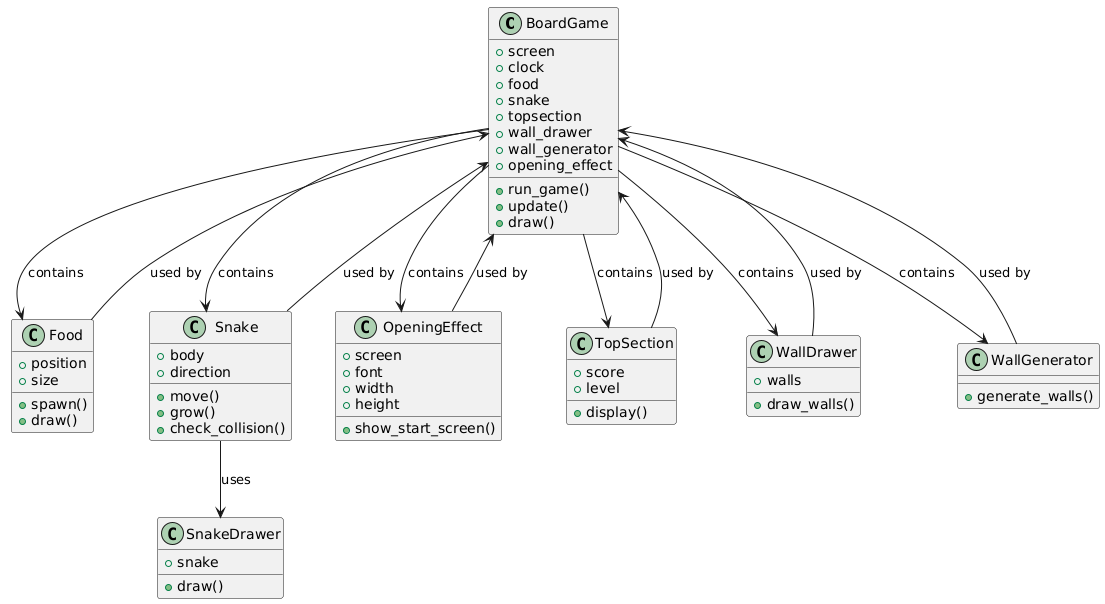 C BoardGame
+ screen
+ clock
+ food
+ snake
+ topsection
+ wall_drawer
+ wall_generator
+ opening_effect
+ run_game()
+ update()
+ draw()
contains
used by
contains
used by
contains
used by
contains
used by
contains
used by
contains
used by
C Food
+ position
+ size
+ spawn()
+ draw()
C Snake
+ body
+ direction
+ move()
+ grow()
+ check_collision()
C OpeningEffect
+ screen
+ font
+ width
+ height
+ show_start_screen()
C TopSection
+ score
+ level
+ display()
C WallDrawer
+ walls
+ draw_walls()
C WallGenerator
+ generate_walls()
uses
C SnakeDrawer
+ snake
+ draw()